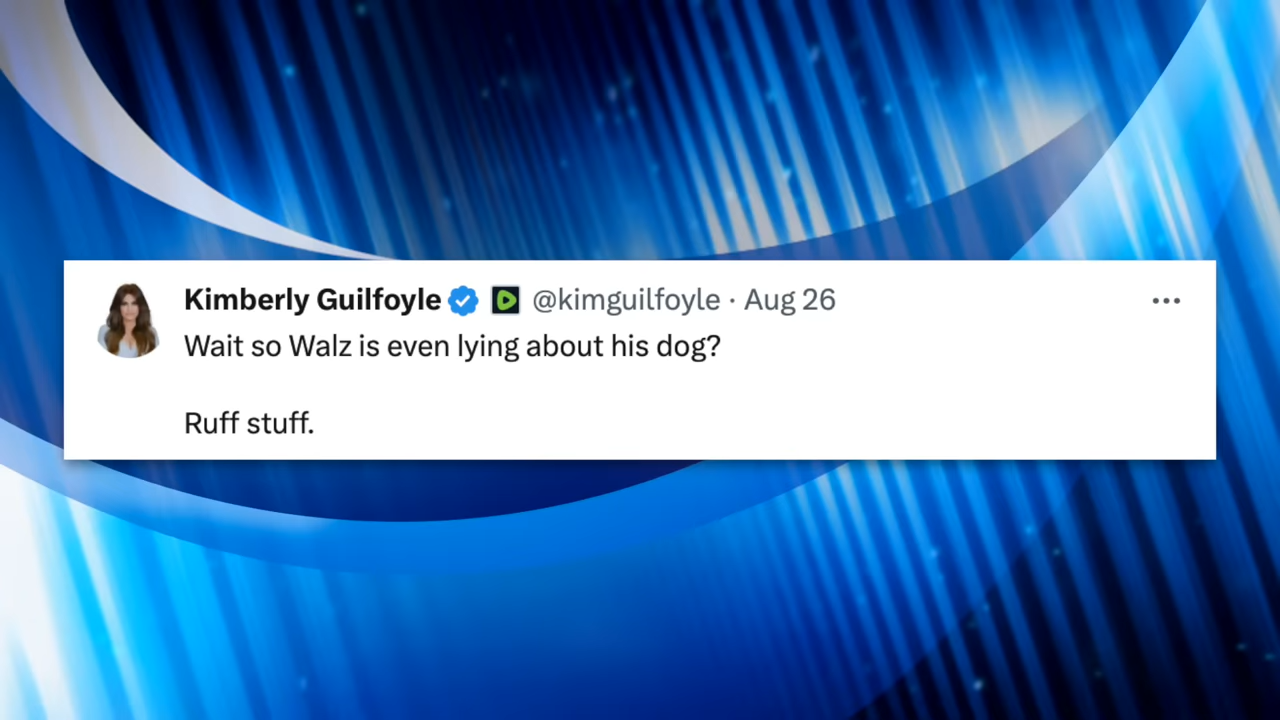 Kimberly Guilfoyle @kimguilfoyle · Aug 26
Wait so Walz is even lying about his dog?
Ruff stuff.